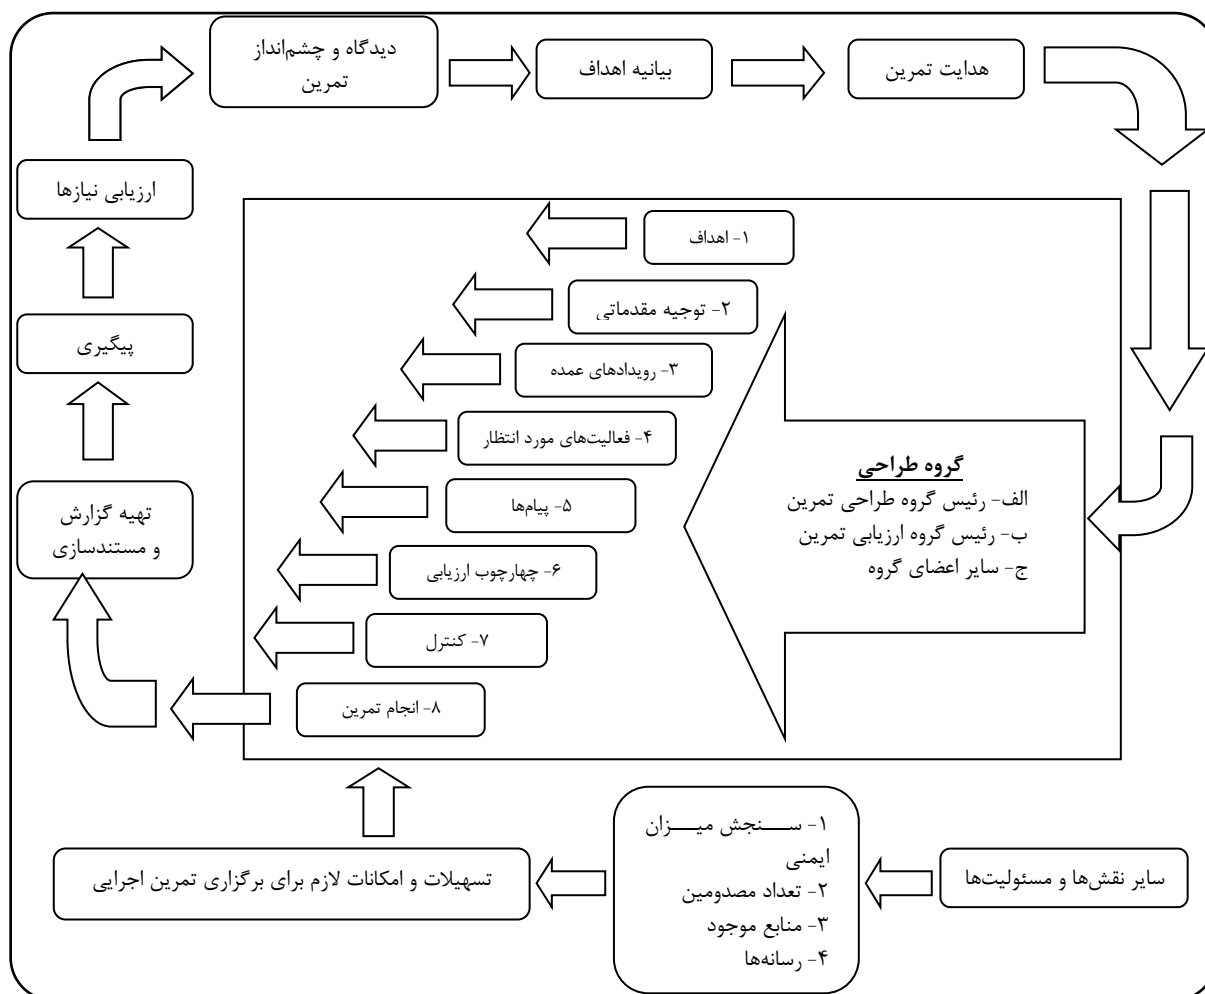 دیدگاه و چشم‌انداز
تمرین
بیانیه اهداف
هدایت تمرین
ارزیابی نیازها
پیگیری
تهیه گزارش
و مستندسازی
۱- اهداف
۲- توجیه مقدماتی
۳- رویدادهای عمده
۴- فعالیت‌های مورد انتظار
۵- پیام‌ها
۶- چهارچوب ارزیابی
۷- کنترل
۸- انجام تمرین
گروه طراحی
الف- رئیس گروه طراحی تمرین
ب- رئیس گروه ارزیابی تمرین
ج- سایر اعضای گروه
سایر نقش‌ها و مسئولیت‌ها
۱- سـنجش میـزان
ایمنی
۲- تعداد مصدومین
۳- منابع موجود
۴- رسانه‌ها
تسهیلات و امکانات لازم برای برگزاری تمرین اجرایی